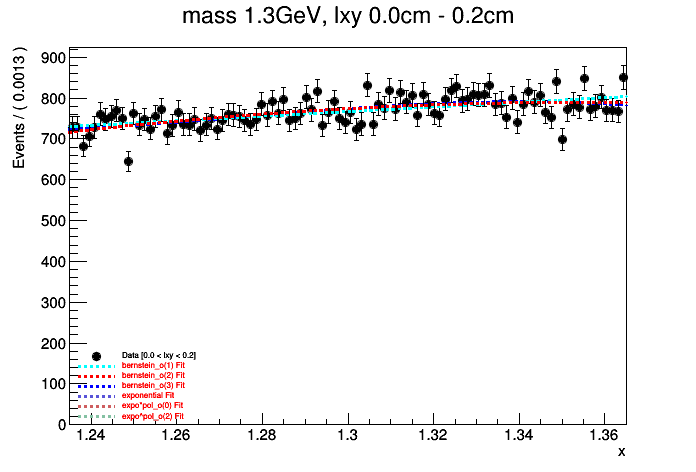 mass 1.3GeV, lxy 0.0cm - 0.2cm
Events / ( 0.0013 )
900
800
700
600
500
400
300
200
100
0
Data [0.0 < lxy < 0.2]
bernstein_o(1) Fit
bernstein_o(2) Fit
bernstein_o(3) Fit
exponential Fit
expo*pol_o(0) Fit
expo*pol_o(2) Fit
1.24 1.26 1.28 1.3 1.32 1.34 1.36
x